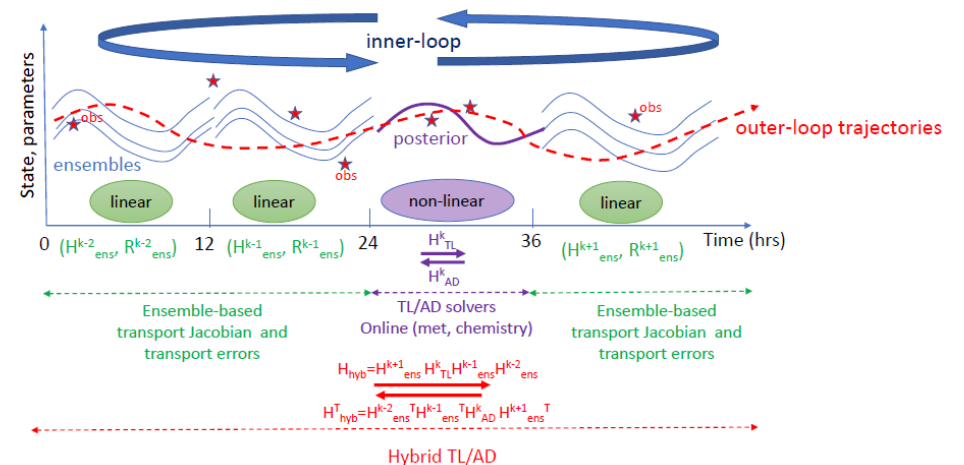 inner-loop
State, parameters
obs
ensembles
obs
posterior
obs
outer-loop trajectories
linear
linear
non-linear
linear
0
12
24
36
Time (hrs)
(H^k-2_ens, R^k-2_ens)
(H^k-1_ens, R^k-1_ens)
H^k_TL
H^k_AD
(H^k+1_ens, R^k+1_ens)
Ensemble-based
transport Jacobian and
transport errors
TL/AD solvers
Online (met, chemistry)
Ensemble-based
transport Jacobian and
transport errors
H_hyb=H^k+1_ens H^k_TL H^k-1_ens H^k-2_ens
H^T_hyb=H^k-2_ens^T H^k-1_ens^T H^k_AD H^k+1_ens^T
Hybrid TL/AD